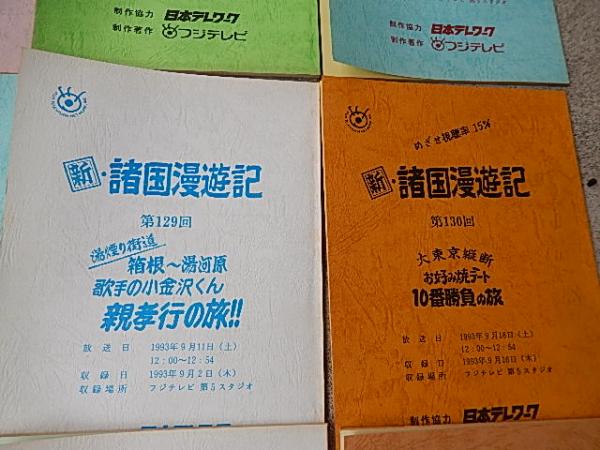 制作協力 日本テレワーク
制作著作 フジテレビ
制作協力 日本テレワーク
制作著作 フジテレビ
新・諸国漫遊記
第129回
湯煙り街道
箱根〜湯河原
歌手の小金沢くん
親孝行の旅!!
放送日 1993年9月11日(土)
12:00〜12:54
収録日 1993年9月2日(木)
収録場所 フジテレビ 第5スタジオ
めざせ視聴率15%
新・諸国漫遊記
第130回
大東京縦断
お好み焼デート
10番勝負の旅
放送日 1993年9月18日(土)
12:00〜12:54
収録日 1993年9月16日(木)
収録場所 フジテレビ 第5スタジオ
制作協力 日本テレワーク